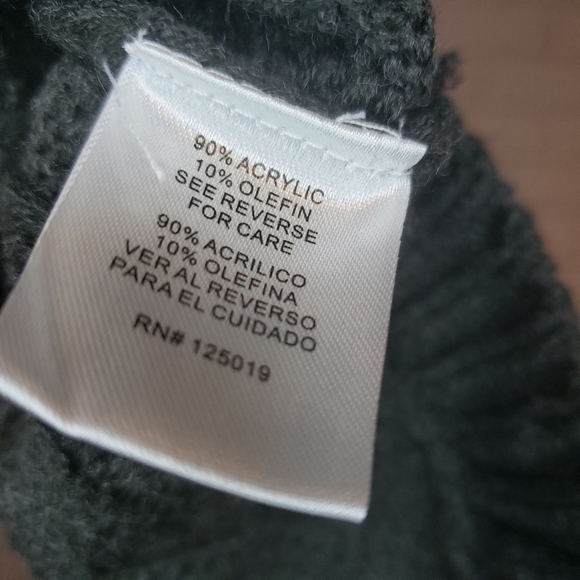 90% ACRYLIC
10% OLEFIN
SEE REVERSE
FOR CARE
90% ACRILICO
10% OLEFINA
VER AL REVERSO
PARA EL CUIDADO
RN# 125019